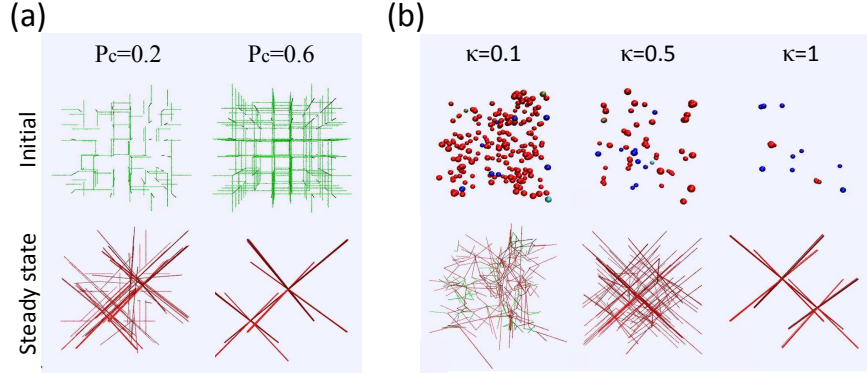 (a)
Pc=0.2 Pc=0.6
Initial
Steady state
(b)
κ=0.1 κ=0.5 κ=1